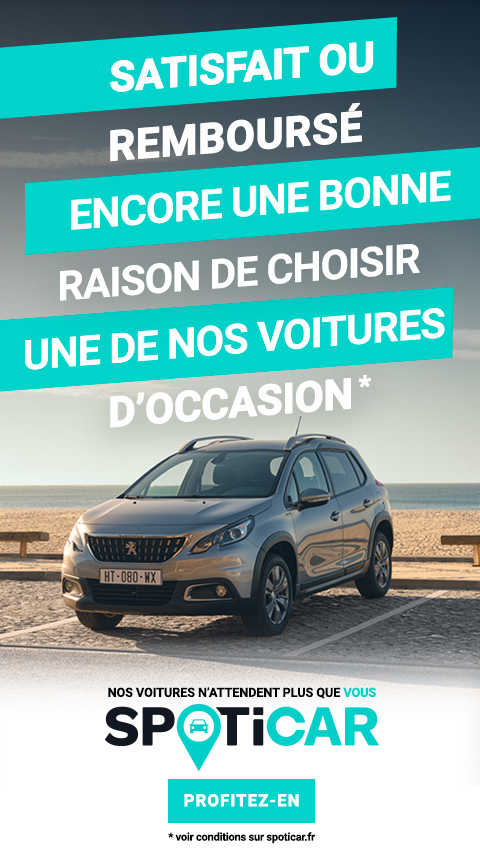 SATISFAIT OU
REMBOURSÉ
ENCORE UNE BONNE
RAISON DE CHOISIR
UNE DE NOS VOITURES
D'OCCASION*
HT-080-WX
NOS VOITURES N'ATTENDENT PLUS QUE VOUS
SPOTiCAR
PROFITEZ-EN
* voir conditions sur spoticar.fr